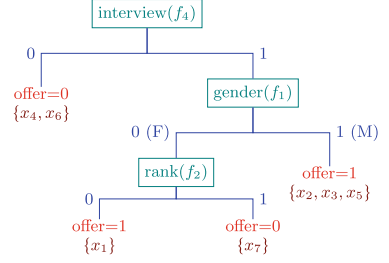 interview(f₄)
0
1
offer=0
{x₄, x₆}
gender(f₁)
0 (F)
1 (M)
rank(f₂)
offer=1
{x₂, x₃, x₅}
0
1
offer=1
{x₁}
offer=0
{x₇}